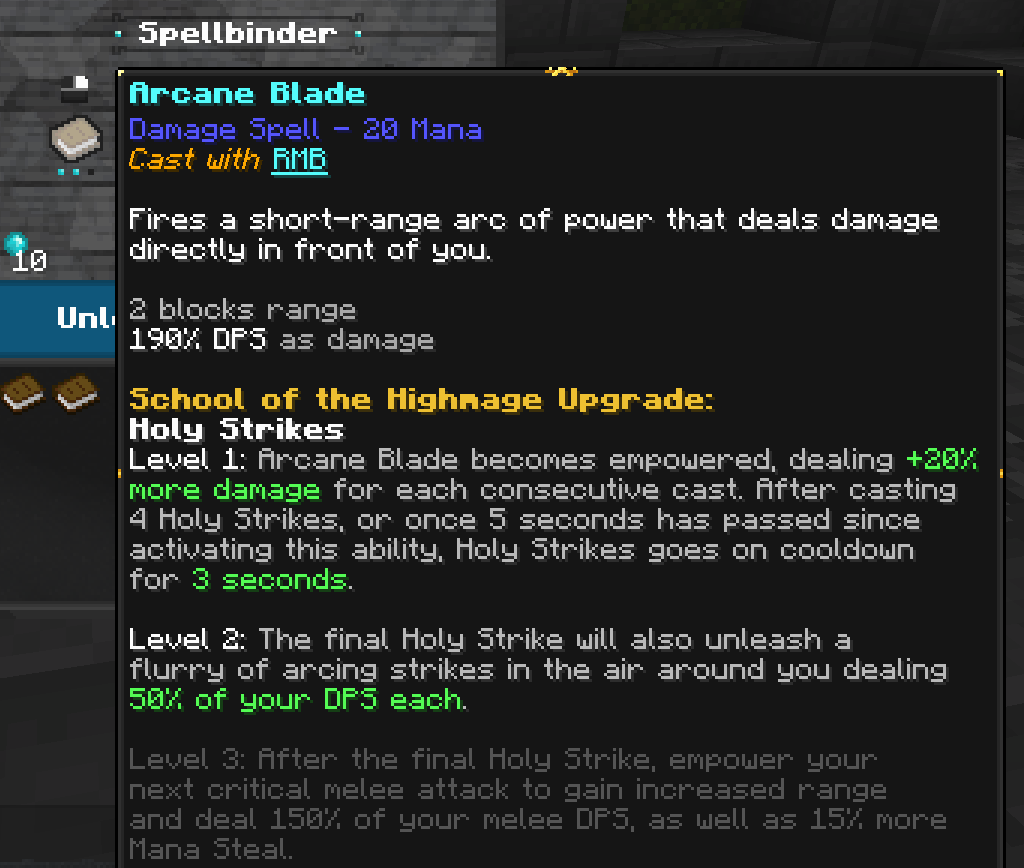 Spellbinder
Arcane Blade
Damage Spell – 20 Mana
Cast with RMB
Fires a short-range arc of power that deals damage
directly in front of you.
10
2 blocks range
190% DPS as damage
School of the Highmage Upgrade:
Holy Strikes
Level 1: Arcane Blade becomes empowered, dealing +20%
more damage for each consecutive cast. After casting
4 Holy Strikes, or once 5 seconds has passed since
activating this ability, Holy Strikes goes on cooldown
for 3 seconds.
Level 2: The final Holy Strike will also unleash a
flurry of arcing strikes in the air around you dealing
50% of your DPS each.
Level 3: After the final Holy Strike, empower your
next critical melee attack to gain increased range
and deal 150% of your melee DPS, as well as 15% more
Mana Steal.